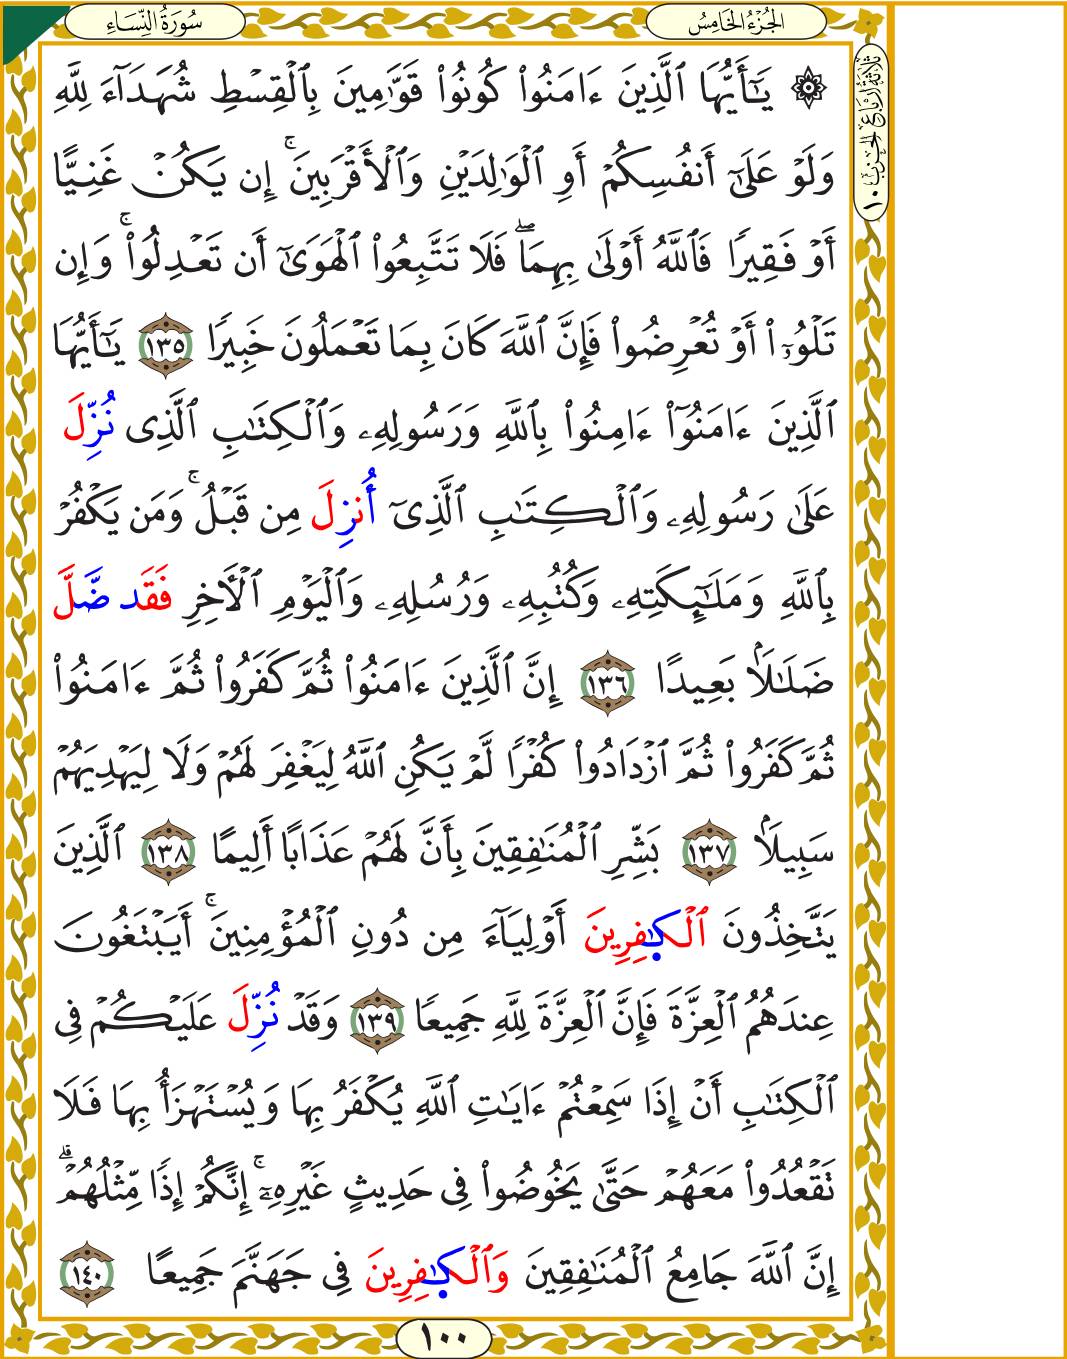 سُورَةُ النِّسَاءِ
الجُزْءُ الخَامِسُ
ثَلَاثَةُ أَرْبَاعِ الحِزْبِ ١٠
۞ يَٰٓأَيُّهَا ٱلَّذِينَ ءَامَنُوا۟ كُونُوا۟ قَوَّٰمِينَ بِٱلْقِسْطِ شُهَدَآءَ لِلَّهِ
وَلَوْ عَلَىٰٓ أَنفُسِكُمْ أَوِ ٱلْوَٰلِدَيْنِ وَٱلْأَقْرَبِينَ ۚ إِن يَكُنْ غَنِيًّا
أَوْ فَقِيرًا فَٱللَّهُ أَوْلَىٰ بِهِمَا ۖ فَلَا تَتَّبِعُوا۟ ٱلْهَوَىٰٓ أَن تَعْدِلُوا۟ ۚ وَإِن
تَلْوُۥٓا۟ أَوْ تُعْرِضُوا۟ فَإِنَّ ٱللَّهَ كَانَ بِمَا تَعْمَلُونَ خَبِيرًا ١٣٥ يَٰٓأَيُّهَا
ٱلَّذِينَ ءَامَنُوٓا۟ ءَامِنُوا۟ بِٱللَّهِ وَرَسُولِهِۦ وَٱلْكِتَٰبِ ٱلَّذِى نُزِّلَ
عَلَىٰ رَسُولِهِۦ وَٱلْكِتَٰبِ ٱلَّذِىٓ أُنزِلَ مِن قَبْلُ ۚ وَمَن يَكْفُرْ
بِٱللَّهِ وَمَلَٰٓئِكَتِهِۦ وَكُتُبِهِۦ وَرُسُلِهِۦ وَٱلْيَوْمِ ٱلْءَاخِرِ فَقَد ضَّلَّ
ضَلَٰلًۢا بَعِيدًا ١٣٦ إِنَّ ٱلَّذِينَ ءَامَنُوا۟ ثُمَّ كَفَرُوا۟ ثُمَّ ءَامَنُوا۟
ثُمَّ كَفَرُوا۟ ثُمَّ ٱزْدَادُوا۟ كُفْرًا لَّمْ يَكُنِ ٱللَّهُ لِيَغْفِرَ لَهُمْ وَلَا لِيَهْدِيَهُمْ
سَبِيلًۢا ١٣٧ بَشِّرِ ٱلْمُنَٰفِقِينَ بِأَنَّ لَهُمْ عَذَابًا أَلِيمًا ١٣٨ ٱلَّذِينَ
يَتَّخِذُونَ ٱلْكَٰفِرِينَ أَوْلِيَآءَ مِن دُونِ ٱلْمُؤْمِنِينَ ۚ أَيَبْتَغُونَ
عِندَهُمُ ٱلْعِزَّةَ فَإِنَّ ٱلْعِزَّةَ لِلَّهِ جَمِيعًا ١٣٩ وَقَدْ نُزِّلَ عَلَيْكُمْ فِى
ٱلْكِتَٰبِ أَنْ إِذَا سَمِعْتُمْ ءَايَٰتِ ٱللَّهِ يُكْفَرُ بِهَا وَيُسْتَهْزَأُ بِهَا فَلَا
تَقْعُدُوا۟ مَعَهُمْ حَتَّىٰ يَخُوضُوا۟ فِى حَدِيثٍ غَيْرِهِۦٓ ۚ إِنَّكُمْ إِذًا مِّثْلُهُمْ ۗ
إِنَّ ٱللَّهَ جَامِعُ ٱلْمُنَٰفِقِينَ وَٱلْكَٰفِرِينَ فِى جَهَنَّمَ جَمِيعًا ١٤٠
١٠٠